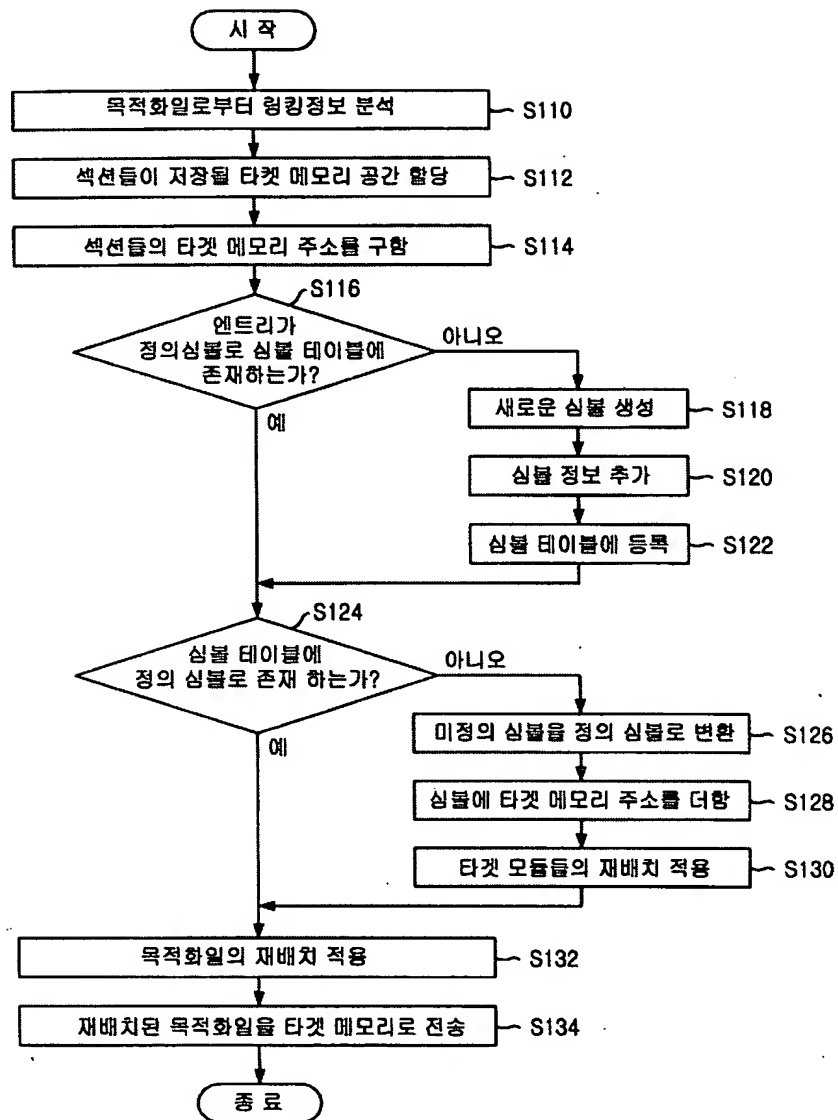 시 작
목적화일로부터 링킹정보 분석
S110
섹션들이 저장될 타켓 메모리 공간 할당
S112
섹션들의 타겟 메모리 주소를 구함
S114
S116
엔트리가
정의심볼로 심볼 테이블에
존재하는가?
아니오
예
새로운 심볼 생성
S118
심볼 정보 추가
S120
심볼 테이블에 등록
S122
S124
심볼 테이블에
정의 심볼로 존재 하는가?
아니오
예
미정의 심볼을 정의 심볼로 변환
S126
심볼에 타겟 메모리 주소를 더함
S128
타겟 모듈들의 재배치 적용
S130
목적화일의 재배치 적용
S132
재배치된 목적화일을 타겟 메모리로 전송
S134
종 료